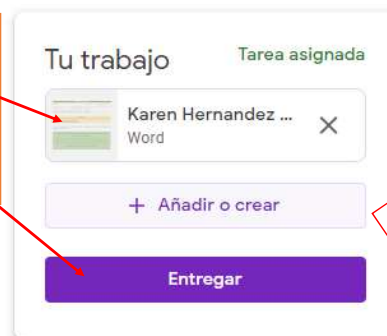 Tu trabajo
Tarea asignada
Karen Hernandez ...
Word
+ Añadir o crear
Entregar